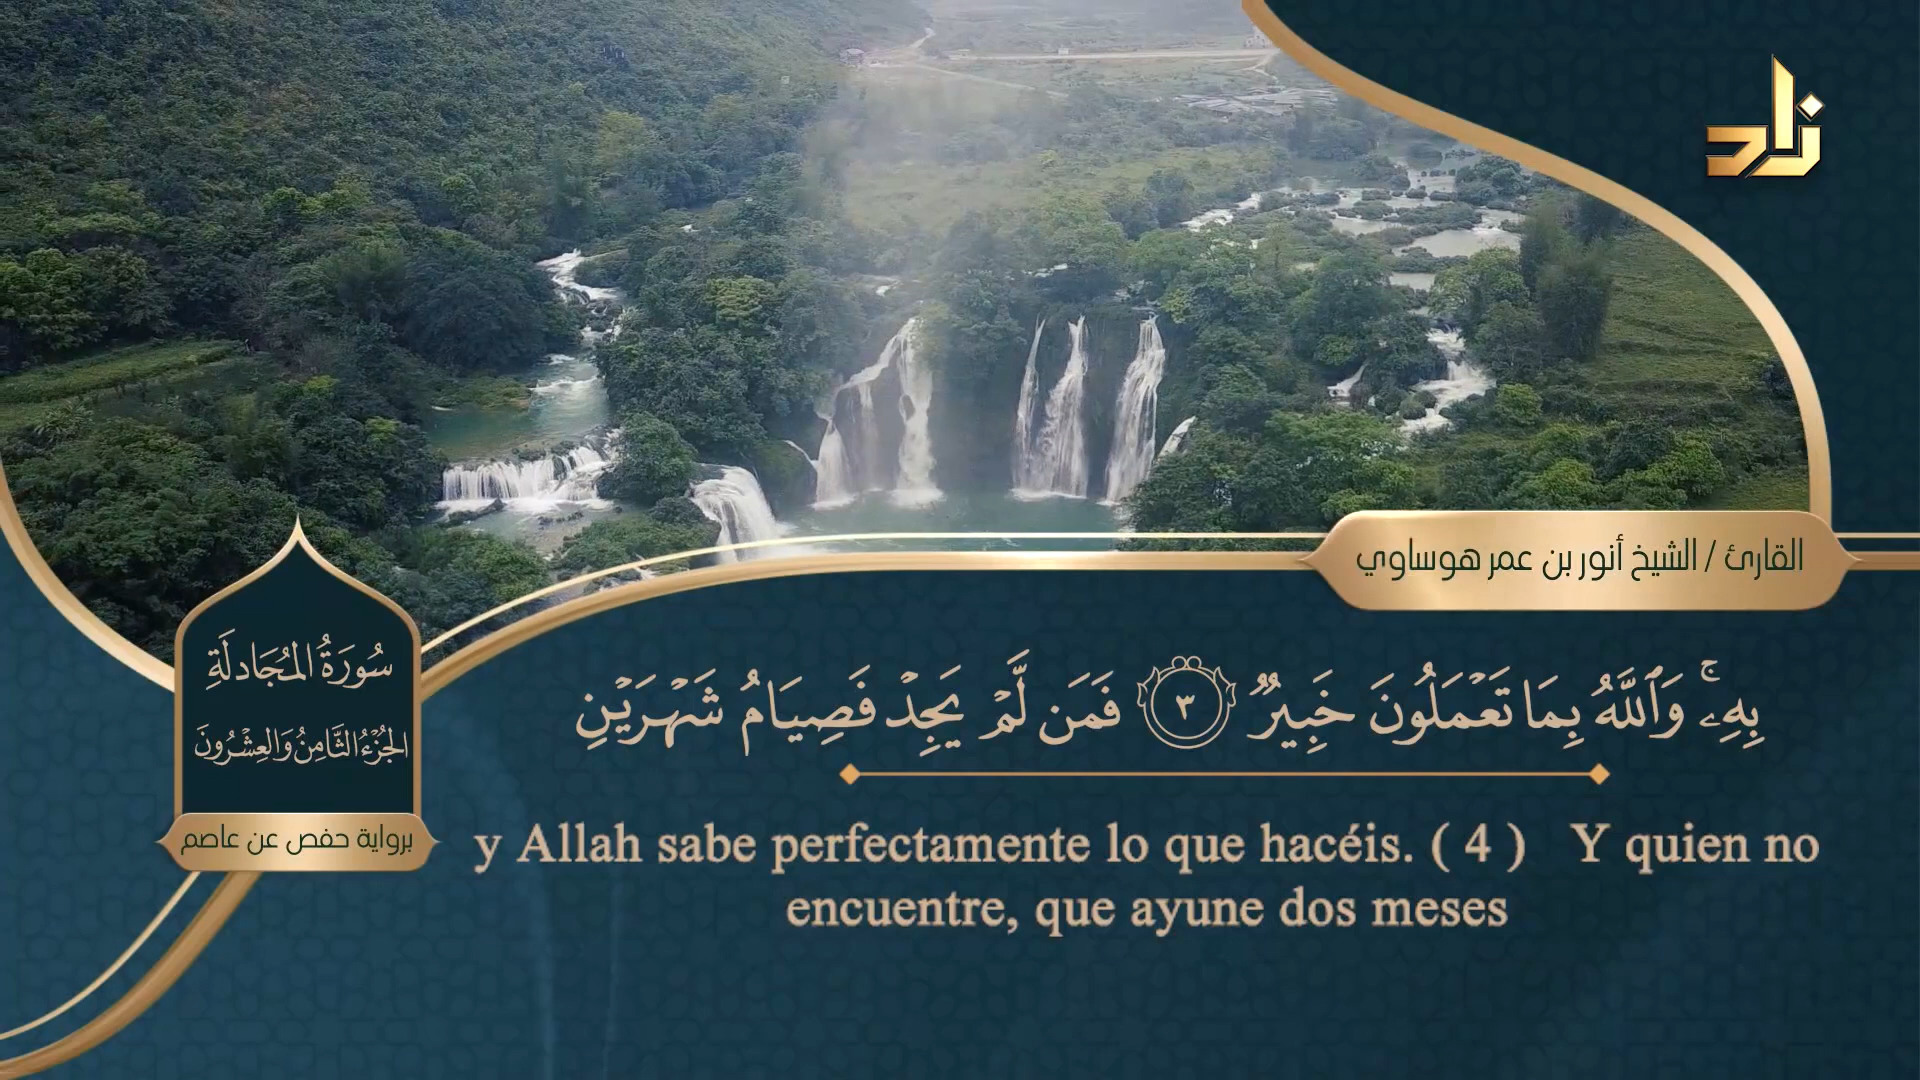 زاد
القارئ / الشيخ أنور بن عمر هوساوي
سُورَةُ المُجَادلَةِ
الجُزْءُ الثَّامِنُ وَالعِشْرُونَ
برواية حفص عن عاصم
بِهِۦۚ وَٱللَّهُ بِمَا تَعۡمَلُونَ خَبِيرٞ ٣ فَمَن لَّمۡ يَجِدۡ فَصِيَامُ شَهۡرَيۡنِ
y Allah sabe perfectamente lo que hacéis. ( 4 ) Y quien no
encuentre, que ayune dos meses